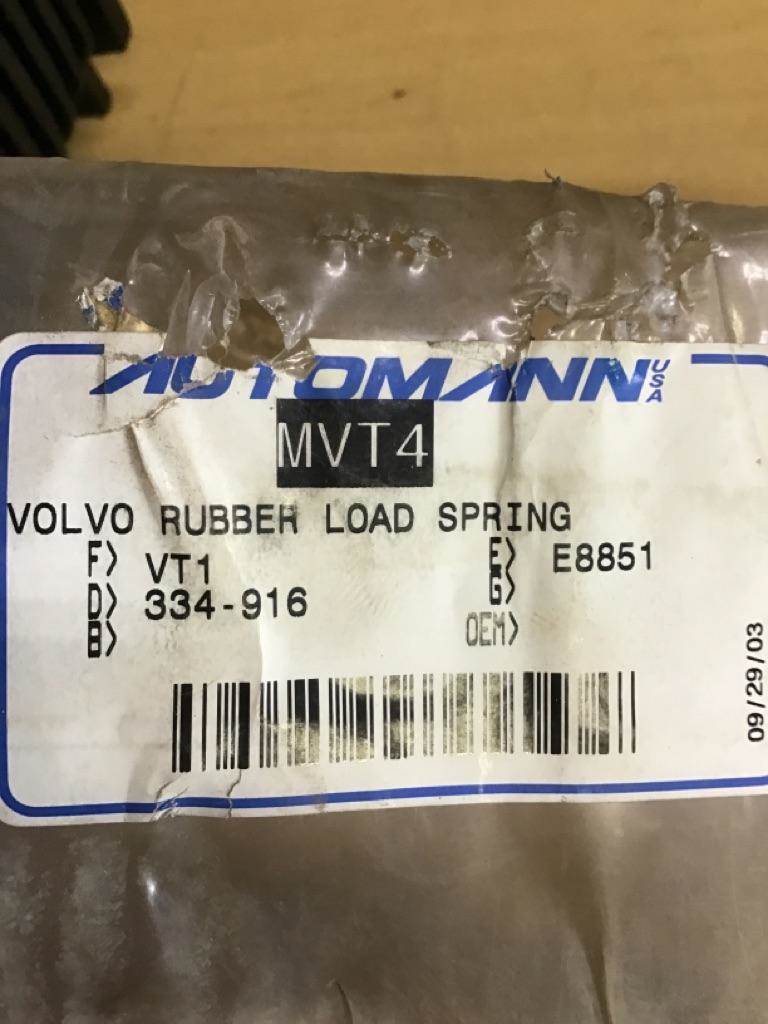 AUTOMANN USA
MVT4
VOLVO RUBBER LOAD SPRING
F> VT1 E> E8851
D> 334-916 G>
B> OEM>
09/29/03